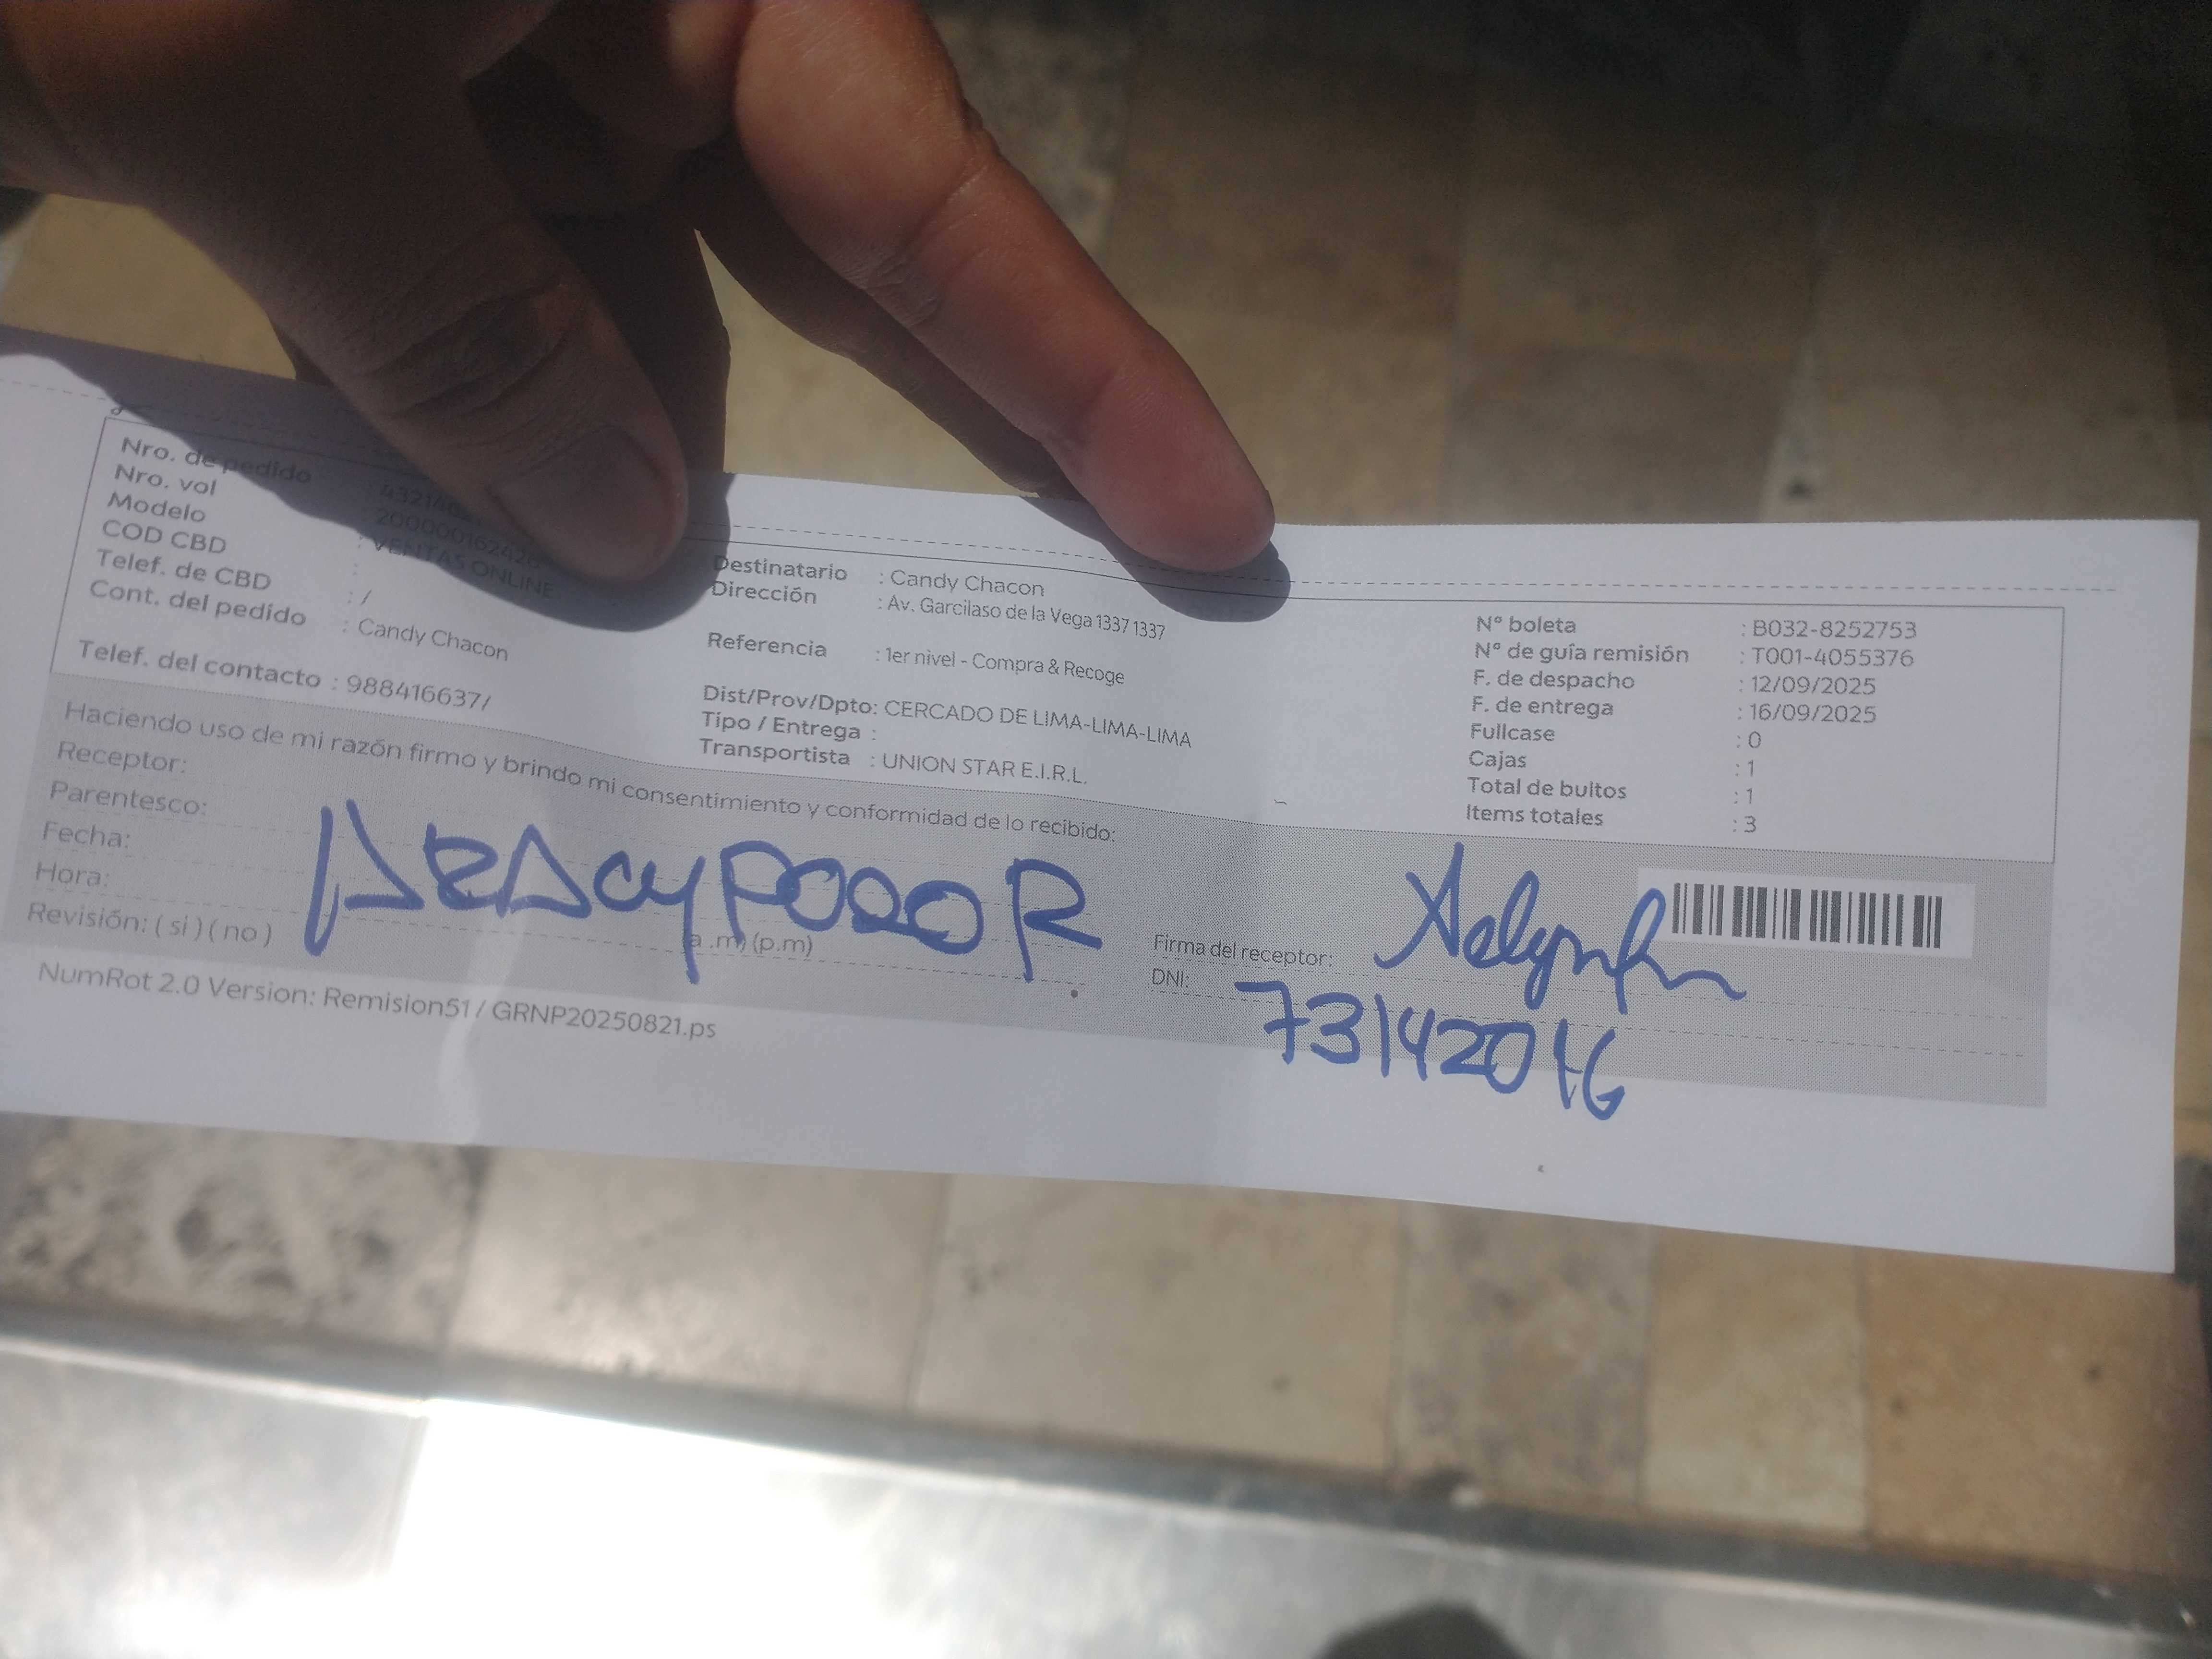 Nro. de pedido
Nro. vol
Modelo : VENTAS ONLINE
COD CBD :
Telef. de CBD : /
Cont. del pedido : Candy Chacon
Telef. del contacto : 988416637/
Destinatario : Candy Chacon
Dirección : Av. Garcilaso de la Vega 1337 1337
Referencia : 1er nivel - Compra & Recoge
Dist/Prov/Dpto: CERCADO DE LIMA-LIMA-LIMA
Tipo / Entrega :
Transportista : UNION STAR E.I.R.L.
N° boleta : B032-8252753
N° de guía remisión : T001-4055376
F. de despacho : 12/09/2025
F. de entrega : 16/09/2025
Fullcase : 0
Cajas : 1
Total de bultos : 1
Items totales : 3
Haciendo uso de mi razón firmo y brindo mi consentimiento y conformidad de lo recibido:
Receptor:
Parentesco:
Fecha:
Hora: (a .m) (p.m)
Revisión: ( si ) ( no )
Firma del receptor:
DNI:
NumRot 2.0 Version: Remision51 / GRNP20250821.ps